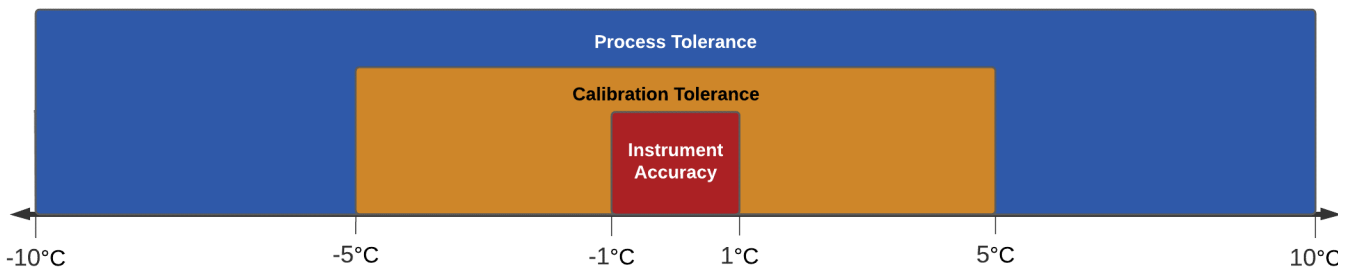 Process Tolerance
Calibration Tolerance
Instrument
Accuracy
-10°C -5°C -1°C 1°C 5°C 10°C